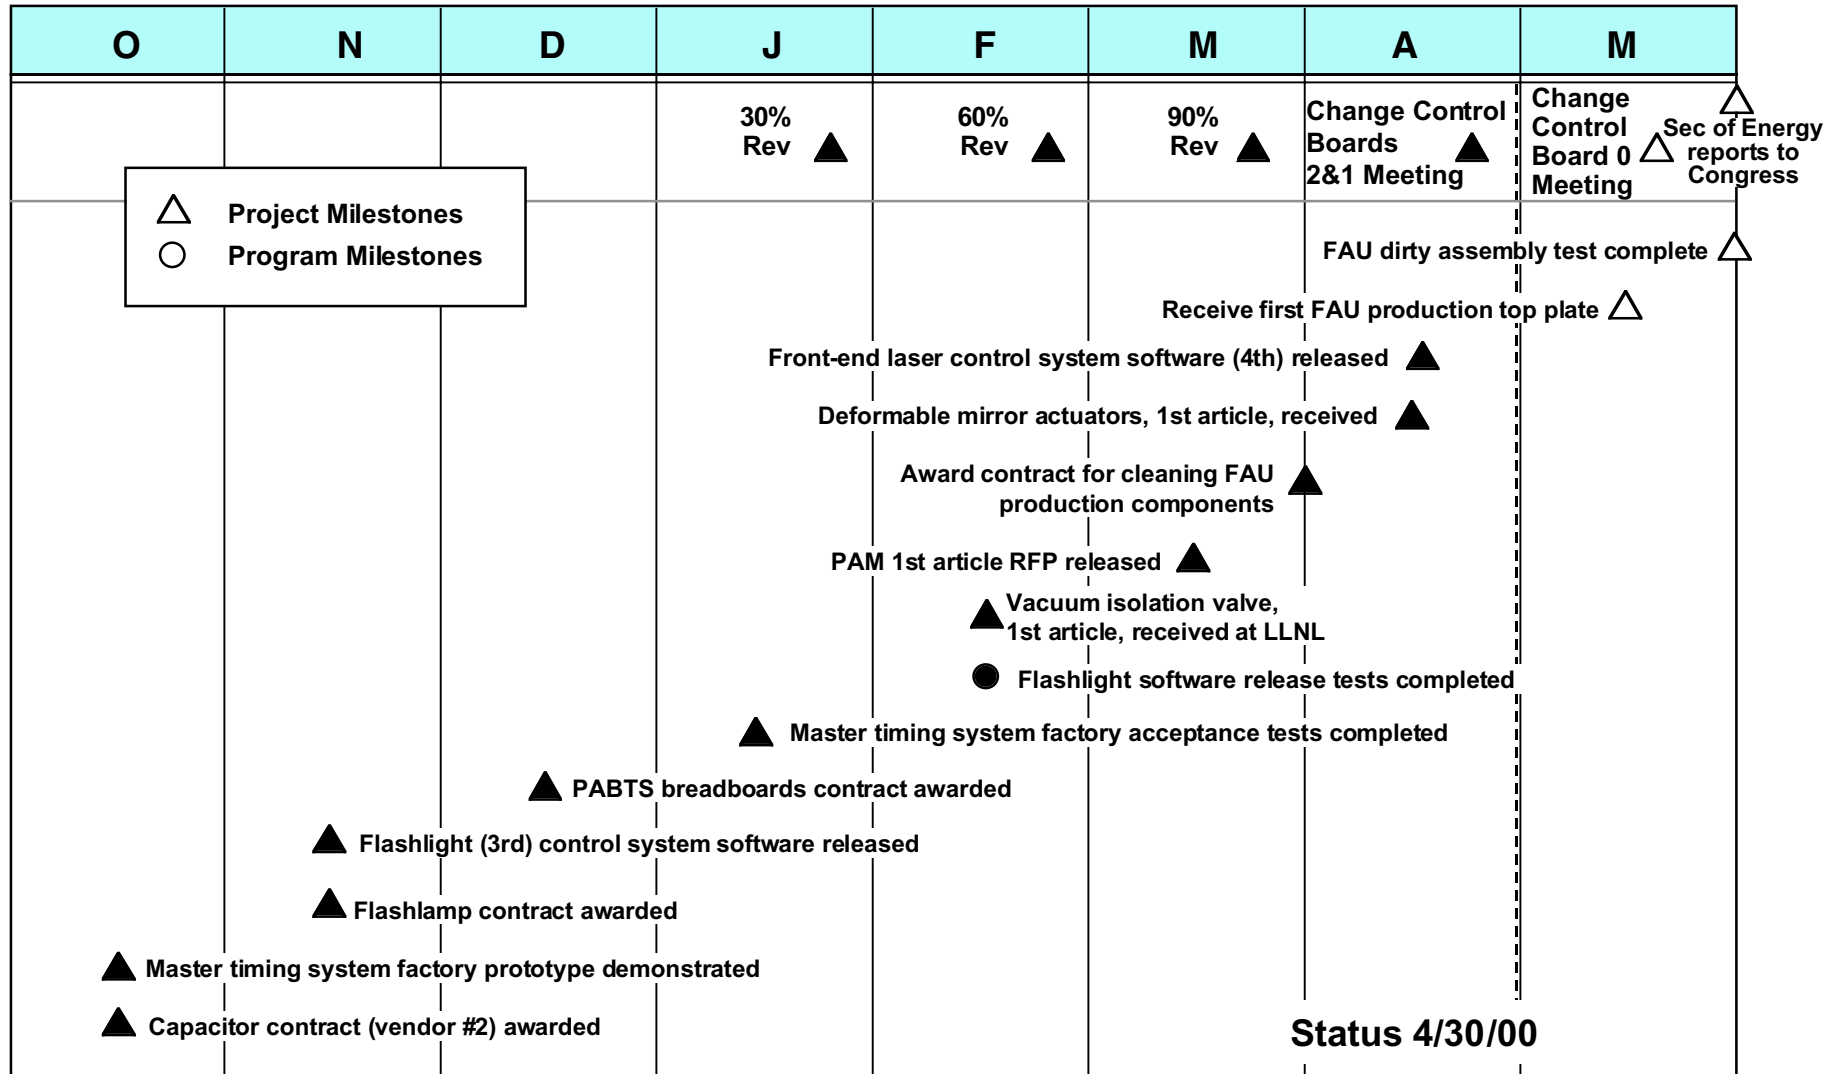 O N D J F M A M
30%
Rev
60%
Rev
90%
Rev
Change Control
Boards
2&1 Meeting
Change
Control
Board 0
Meeting
Sec of Energy
reports to
Congress
Project Milestones
Program Milestones
FAU dirty assembly test complete
Receive first FAU production top plate
Front-end laser control system software (4th) released
Deformable mirror actuators, 1st article, received
Award contract for cleaning FAU
production components
PAM 1st article RFP released
Vacuum isolation valve,
1st article, received at LLNL
Flashlight software release tests completed
Master timing system factory acceptance tests completed
PABTS breadboards contract awarded
Flashlight (3rd) control system software released
Flashlamp contract awarded
Master timing system factory prototype demonstrated
Capacitor contract (vendor #2) awarded
Status 4/30/00